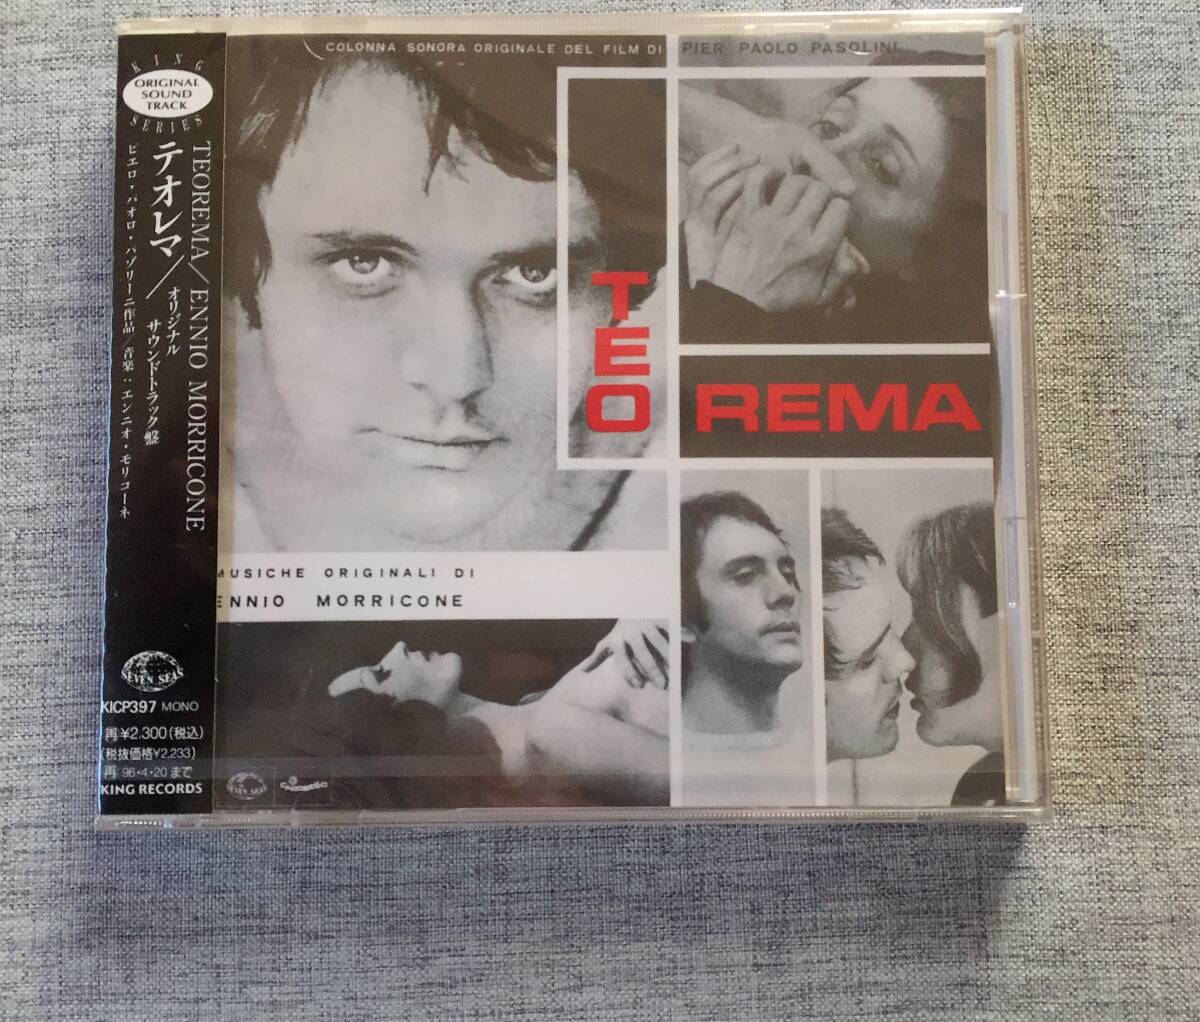 KING
ORIGINAL
SOUND
TRACK
SERIES
TEOREMA/ENNIO MORRICONE
テオレマ/オリジナル
サウンドトラック盤
ピエロ・パオロ・パゾリーニ作品/音楽:エンニオ・モリコーネ
SEVEN SEAS
KICP397 MONO
再¥2.300(税込)
(税抜価格¥2,233)
再 96・4・20まで
KING RECORDS
COLONNA SONORA ORIGINALE DEL FILM DI PIER PAOLO PASOLINI
TEO
REMA
MUSICHE ORIGINALI DI
ENNIO MORRICONE
SEVEN SEAS